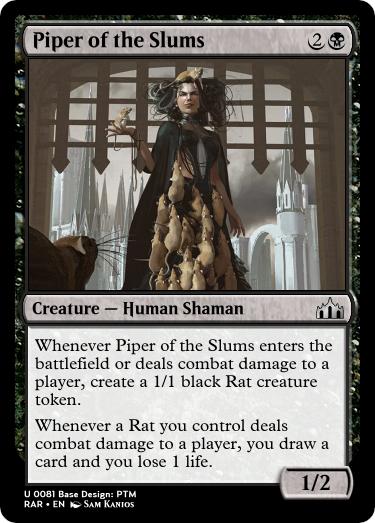 Piper of the Slums 2
Creature — Human Shaman
Whenever Piper of the Slums enters the
battlefield or deals combat damage to a
player, create a 1/1 black Rat creature
token.
Whenever a Rat you control deals
combat damage to a player, you draw a
card and you lose 1 life.
1/2
U 0081 Base Design: PTM
RAR • EN Sam Kanios